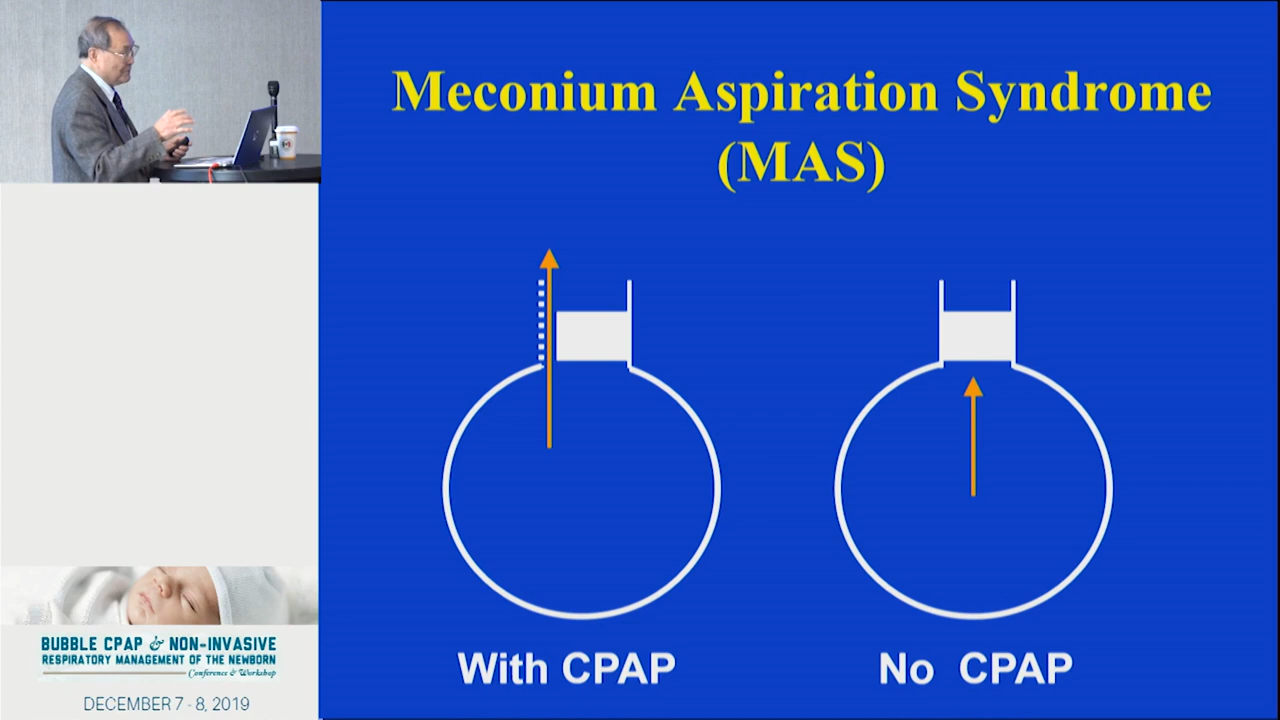 Meconium Aspiration Syndrome
(MAS)
With CPAP
No CPAP
BUBBLE CPAP & NON-INVASIVE
RESPIRATORY MANAGEMENT OF THE NEWBORN
Conference & Workshop
DECEMBER 7 - 8, 2019